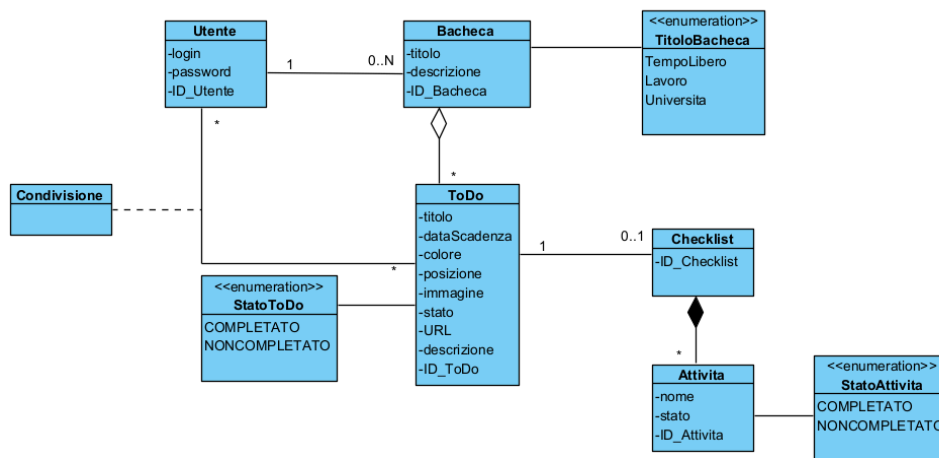 Utente
-login
-password
-ID_Utente
1
0..N
Bacheca
-titolo
-descrizione
-ID_Bacheca
<<enumeration>>
TitoloBacheca
TempoLibero
Lavoro
Universita
*
*
Condivisione
*
ToDo
-titolo
-dataScadenza
-colore
-posizione
-immagine
-stato
-URL
-descrizione
-ID_ToDo
1
0..1
Checklist
-ID_Checklist
<<enumeration>>
StatoToDo
COMPLETATO
NONCOMPLETATO
*
Attivita
-nome
-stato
-ID_Attivita
<<enumeration>>
StatoAttivita
COMPLETATO
NONCOMPLETATO